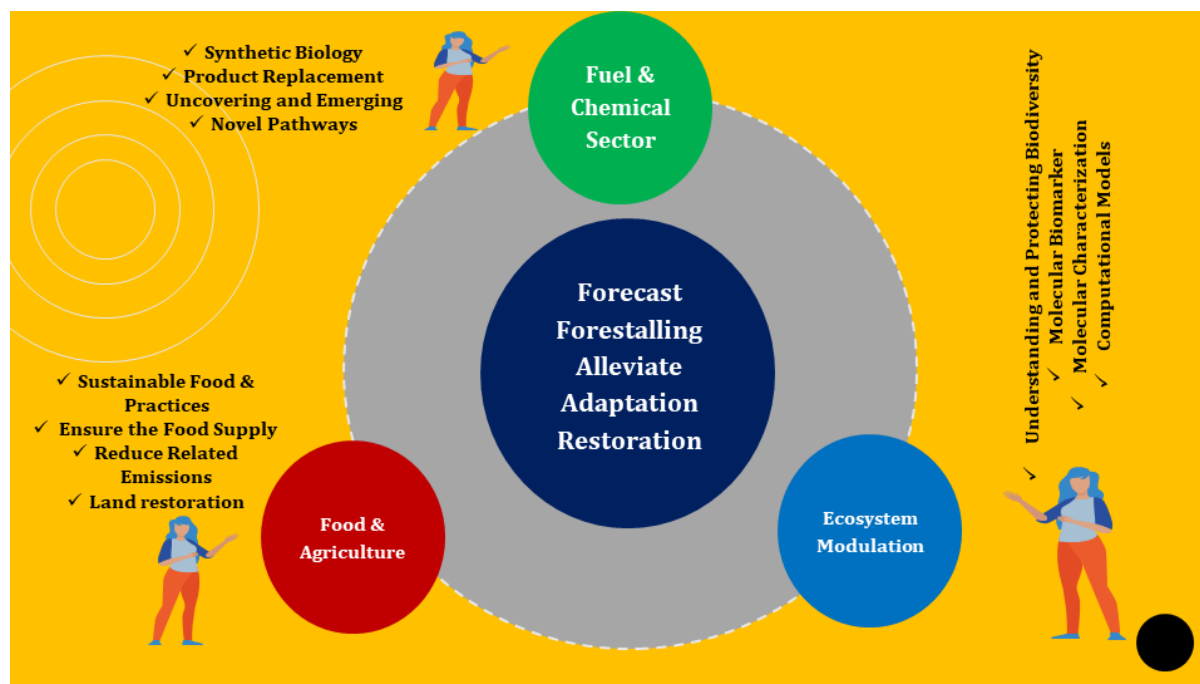 ✓ Synthetic Biology
✓ Product Replacement
✓ Uncovering and Emerging
✓ Novel Pathways
Fuel &
Chemical
Sector
✓ Understanding and Protecting Biodiversity
✓ Molecular Biomarker
✓ Molecular Characterization
✓ Computational Models
Forecast
Forestalling
Alleviate
Adaptation
Restoration
✓ Sustainable Food &
Practices
✓ Ensure the Food Supply
✓ Reduce Related
Emissions
✓ Land restoration
Food &
Agriculture
Ecosystem
Modulation